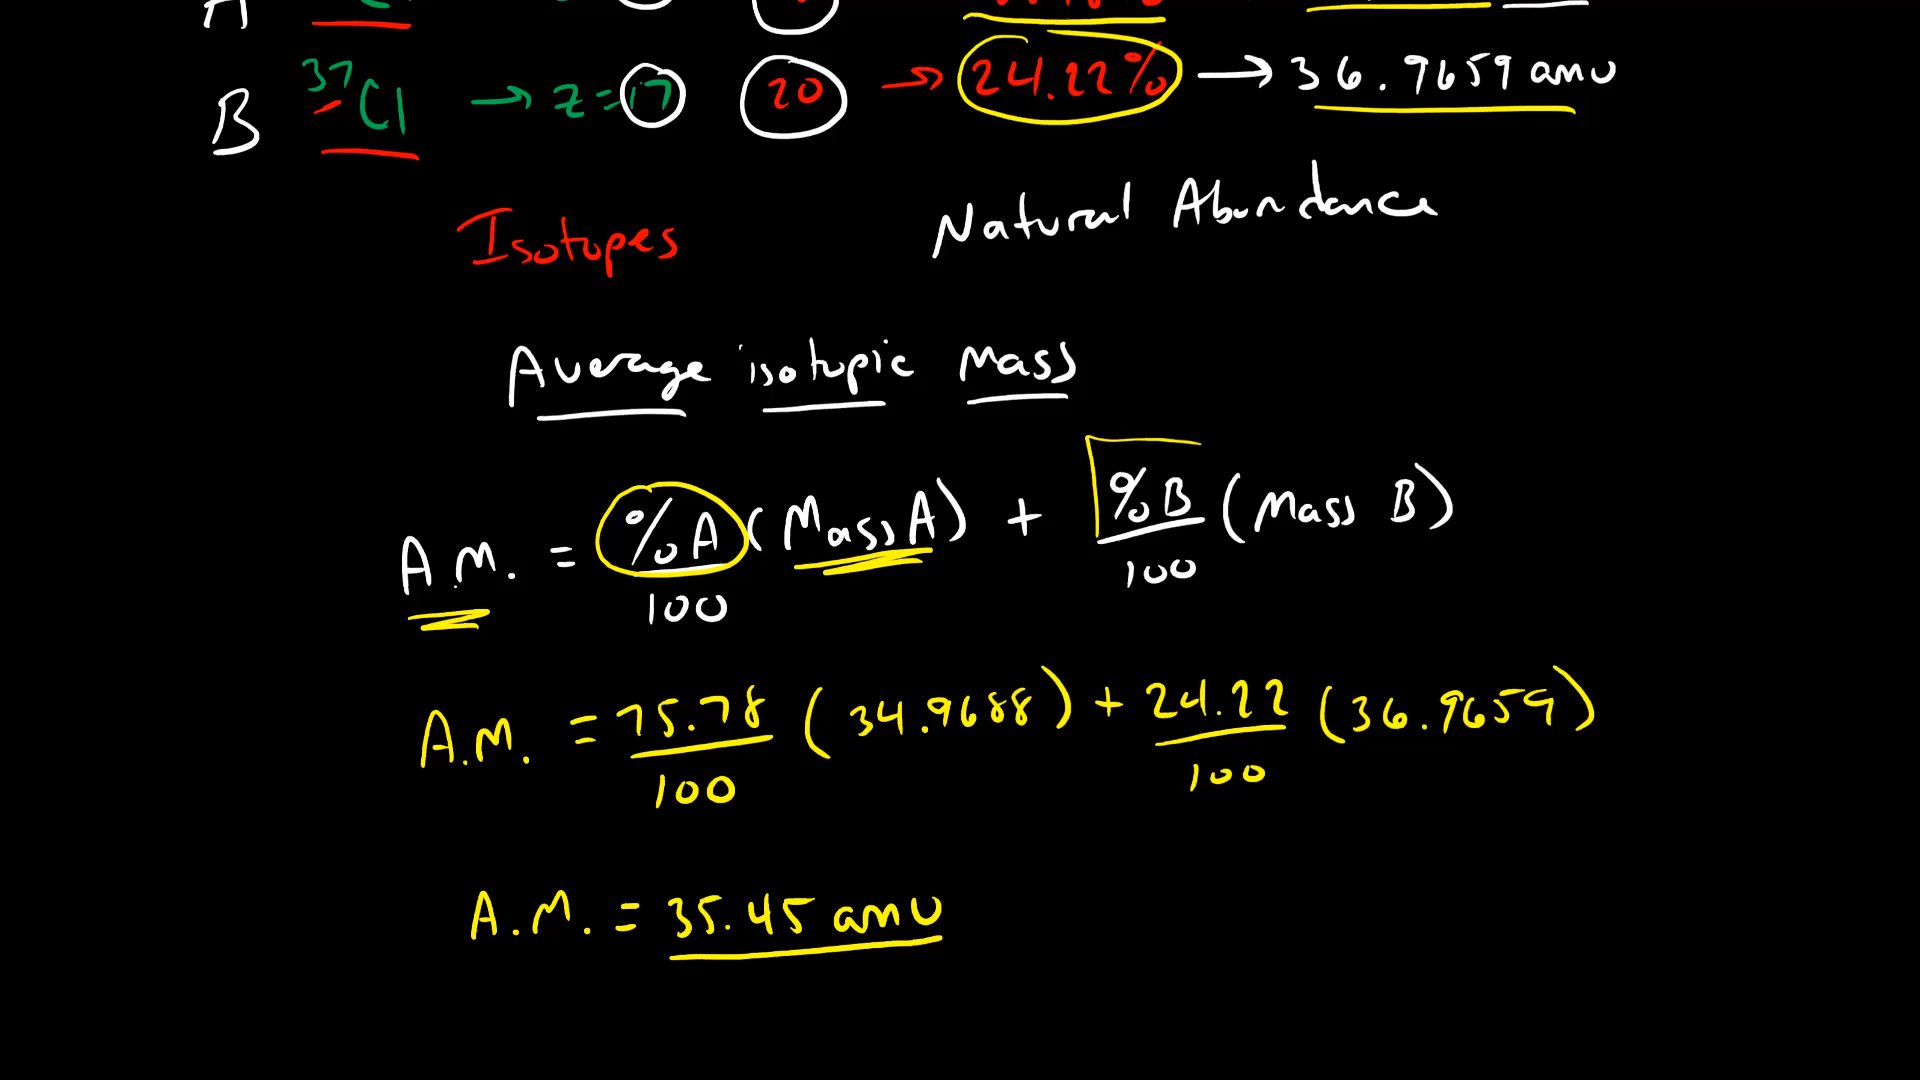 A
B ³⁷Cl → Z=17 20 → 24.22% → 36.9659 amu
Isotopes Natural Abundance
Average isotopic Mass
A.M. = %A/100 (Mass A) + %B/100 (Mass B)
A.M. = 75.78/100 (34.9688) + 24.22/100 (36.9659)
A.M. = 35.45 amu